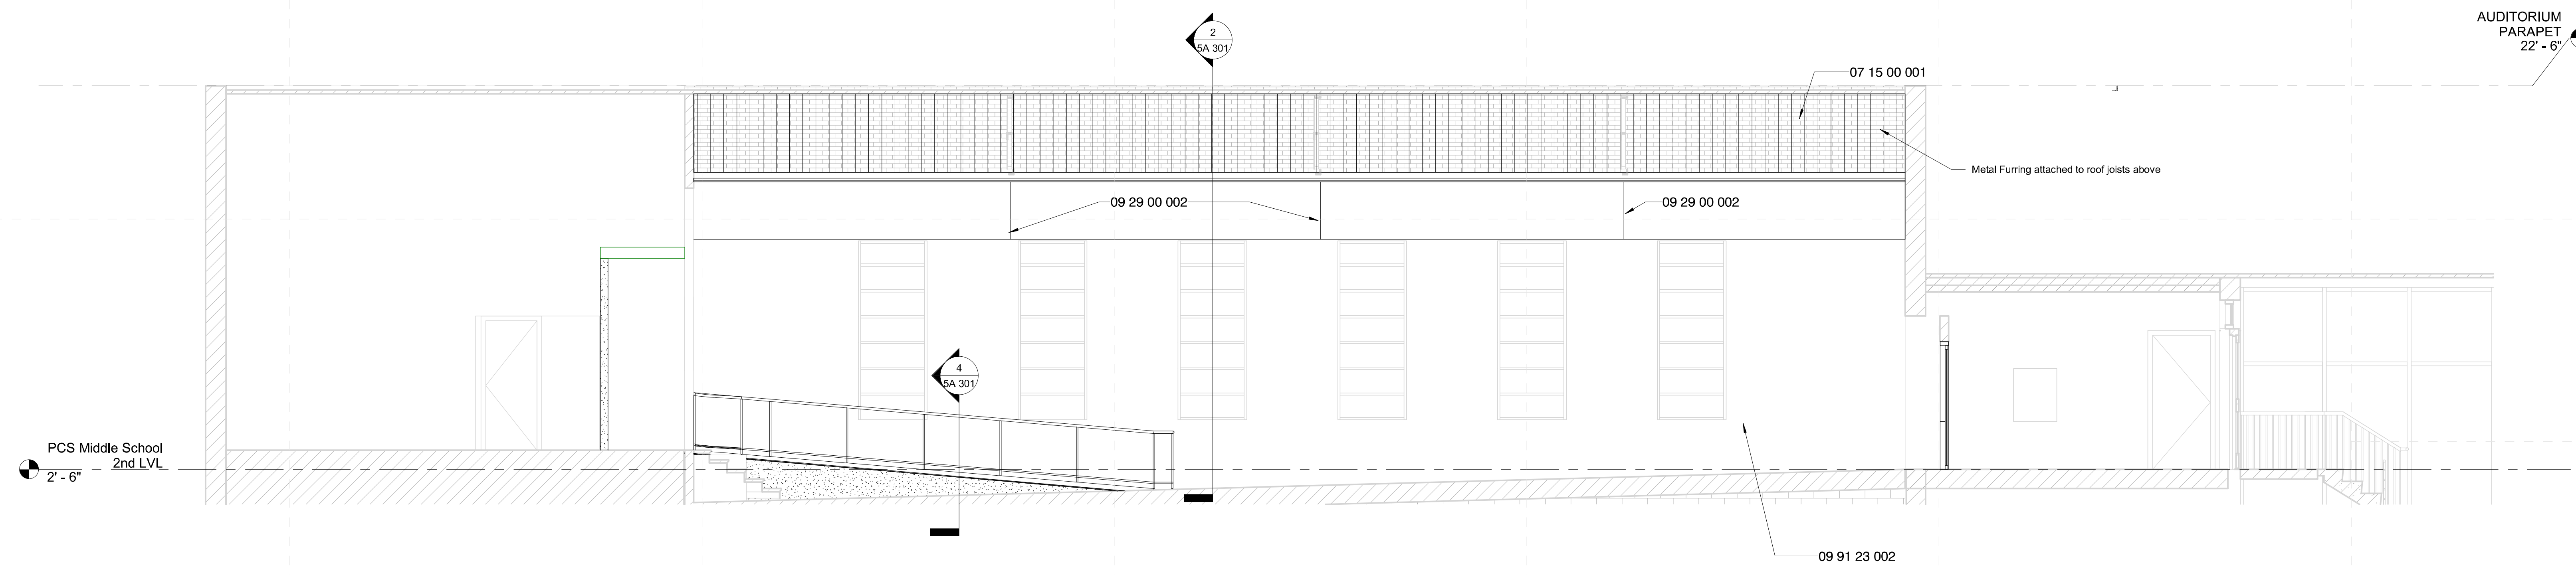 2
5A 301
AUDITORIUM
PARAPET
22' - 6"
07 15 00 001
Metal Furring attached to roof joists above
09 29 00 002
09 29 00 002
4
5A 301
PCS Middle School
2nd LVL
2' - 6"
09 91 23 002